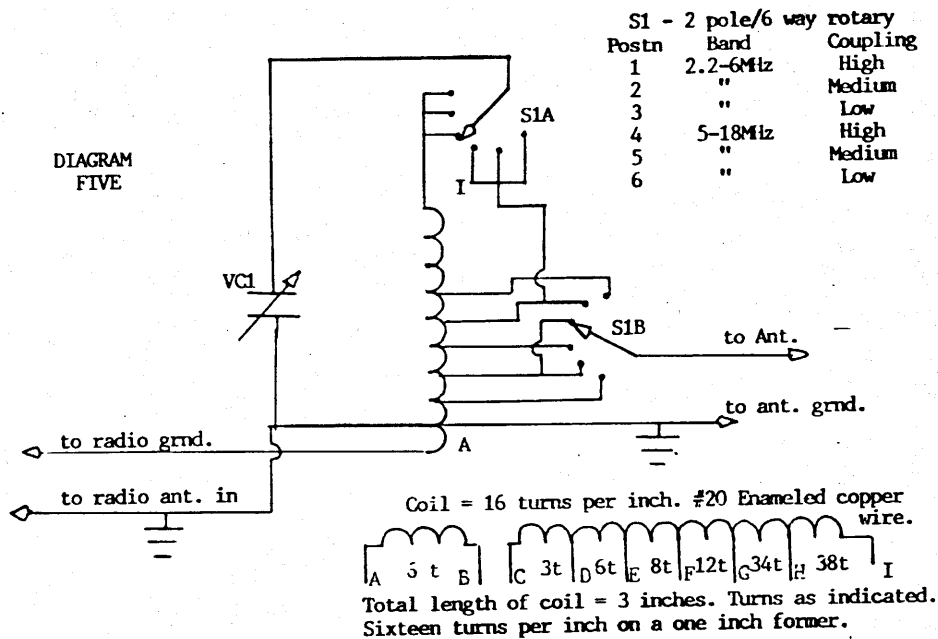 S1 - 2 pole/6 way rotary
Postn Band Coupling
1 2.2-6MHz High
2 " Medium
3 " Low
4 5-18MHz High
5 " Medium
6 " Low
DIAGRAM
FIVE
S1A
I
VC1
S1B
to Ant.
to ant. grnd.
to radio grnd.
A
to radio ant. in
Coil = 16 turns per inch. #20 Enameled copper
wire.
A 5 t B C 3t D 6t E 8t F 12t G 34t H 38t I
Total length of coil = 3 inches. Turns as indicated.
Sixteen turns per inch on a one inch former.